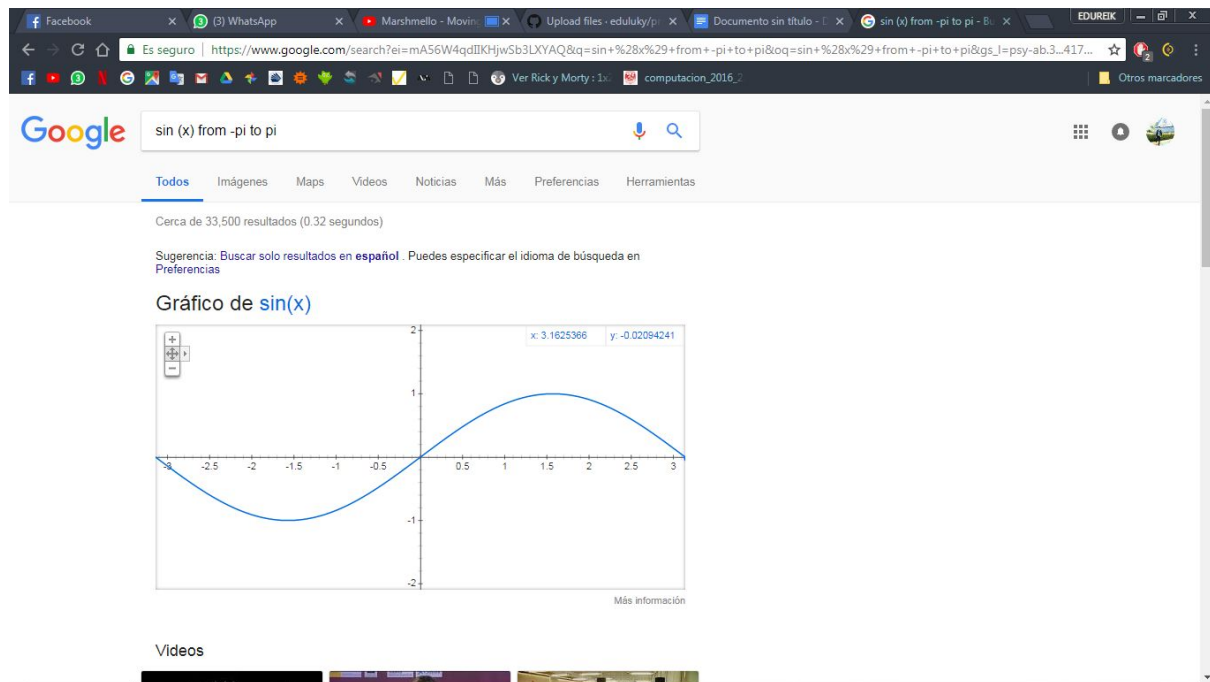 Facebook
(3) WhatsApp
Marshmello - Moving
Upload files · eduluky/pr
Documento sin título - D
sin (x) from -pi to pi - Bu
EDUREIK
Es seguro
https://www.google.com/search?ei=mA56W4qdIIKHjwSb3LXYAQ&q=sin+%28x%29+from+-pi+to+pi&oq=sin+%28x%29+from+-pi+to+pi&gs_l=psy-ab.3...417...
Ver Rick y Morty : 1x
computacion_2016_2
Otros marcadores
Google
sin (x) from -pi to pi
Todos Imágenes Maps Videos Noticias Más Preferencias Herramientas
Cerca de 33,500 resultados (0.32 segundos)
Sugerencia: Buscar solo resultados en español . Puedes especificar el idioma de búsqueda en
Preferencias
Gráfico de sin(x)
x: 3.1625366 y: -0.02094241
2
1
-3 -2.5 -2 -1.5 -1 -0.5 0 0.5 1 1.5 2 2.5 3
-1
-2
Más información
Videos